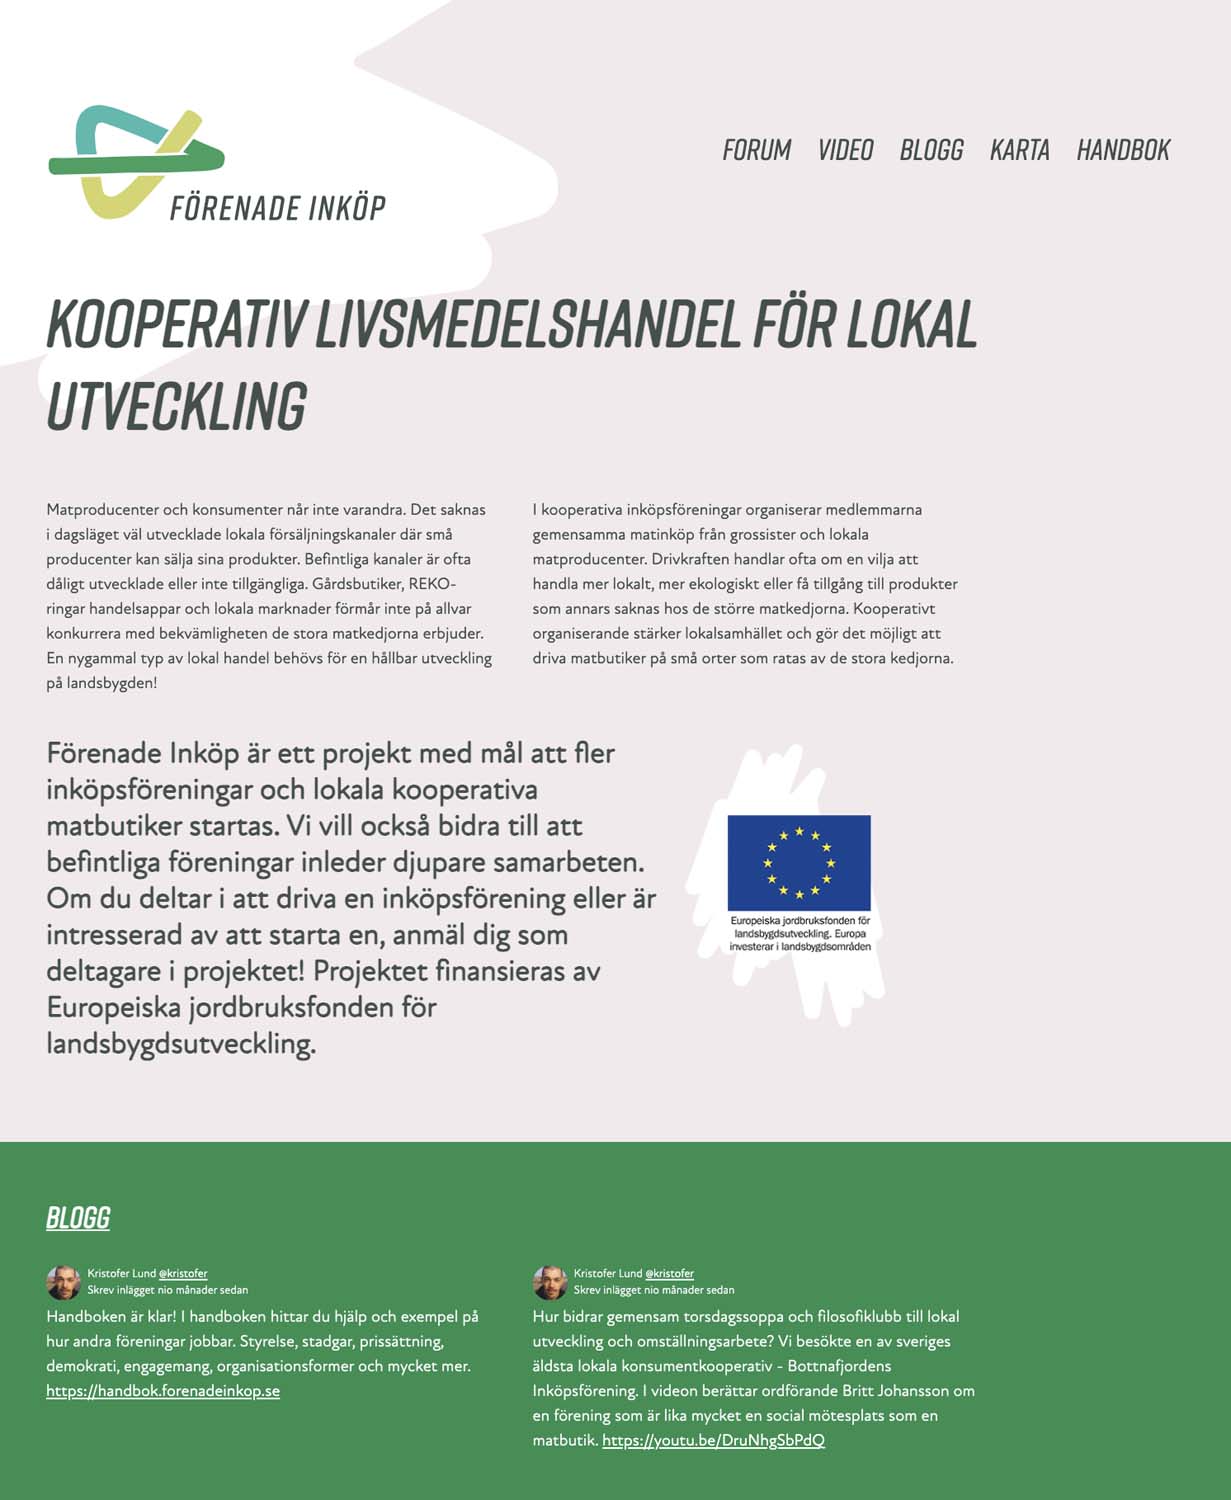 FÖRENADE INKÖP
FORUM VIDEO BLOGG KARTA HANDBOK
KOOPERATIV LIVSMEDELSHANDEL FÖR LOKAL
UTVECKLING
Matproducenter och konsumenter når inte varandra. Det saknas
i dagsläget väl utvecklade lokala försäljningskanaler där små
producenter kan sälja sina produkter. Befintliga kanaler är ofta
dåligt utvecklade eller inte tillgängliga. Gårdsbutiker, REKO-
ringar handelsappar och lokala marknader förmår inte på allvar
konkurrera med bekvämligheten de stora matkedjorna erbjuder.
En nygammal typ av lokal handel behövs för en hållbar utveckling
på landsbygden!
I kooperativa inköpsföreningar organiserar medlemmarna
gemensamma matinköp från grossister och lokala
matproducenter. Drivkraften handlar ofta om en vilja att
handla mer lokalt, mer ekologiskt eller få tillgång till produkter
som annars saknas hos de större matkedjorna. Kooperativt
organiserande stärker lokalsamhället och gör det möjligt att
driva matbutiker på små orter som ratas av de stora kedjorna.
Förenade Inköp är ett projekt med mål att fler
inköpsföreningar och lokala kooperativa
matbutiker startas. Vi vill också bidra till att
befintliga föreningar inleder djupare samarbeten.
Om du deltar i att driva en inköpsförening eller är
intresserad av att starta en, anmäl dig som
deltagare i projektet! Projektet finansieras av
Europeiska jordbruksfonden för
landsbygdsutveckling.
Europeiska jordbruksfonden för
landsbygdsutveckling. Europa
investerar i landsbygdsområden
BLOGG
Kristofer Lund @kristofer
Skrev inlägget nio månader sedan
Handboken är klar! I handboken hittar du hjälp och exempel på
hur andra föreningar jobbar. Styrelse, stadgar, prissättning,
demokrati, engagemang, organisationsformer och mycket mer.
https://handbok.forenadeinkop.se
Kristofer Lund @kristofer
Skrev inlägget nio månader sedan
Hur bidrar gemensam torsdagssoppa och filosofiklubb till lokal
utveckling och omställningsarbete? Vi besökte en av sveriges
äldsta lokala konsumentkooperativ - Bottnafjordens
Inköpsförening. I videon berättar ordförande Britt Johansson om
en förening som är lika mycket en social mötesplats som en
matbutik. https://youtu.be/DruNhgSbPdQ